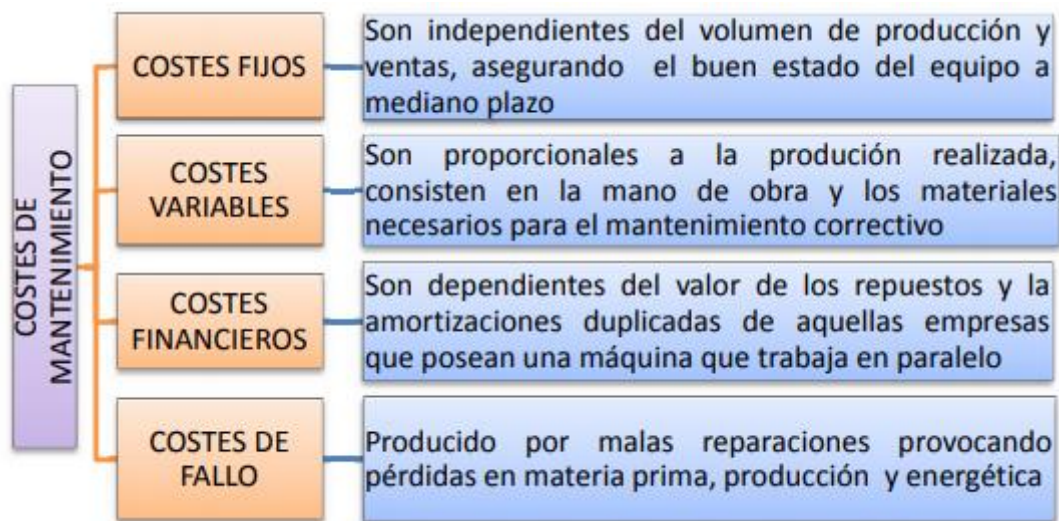 COSTES DE
MANTENIMIENTO
COSTES FIJOS
Son independientes del volumen de producción y
ventas, asegurando el buen estado del equipo a
mediano plazo
COSTES
VARIABLES
Son proporcionales a la produción realizada,
consisten en la mano de obra y los materiales
necesarios para el mantenimiento correctivo
COSTES
FINANCIEROS
Son dependientes del valor de los repuestos y la
amortizaciones duplicadas de aquellas empresas
que posean una máquina que trabaja en paralelo
COSTES DE
FALLO
Producido por malas reparaciones provocando
pérdidas en materia prima, producción y energética